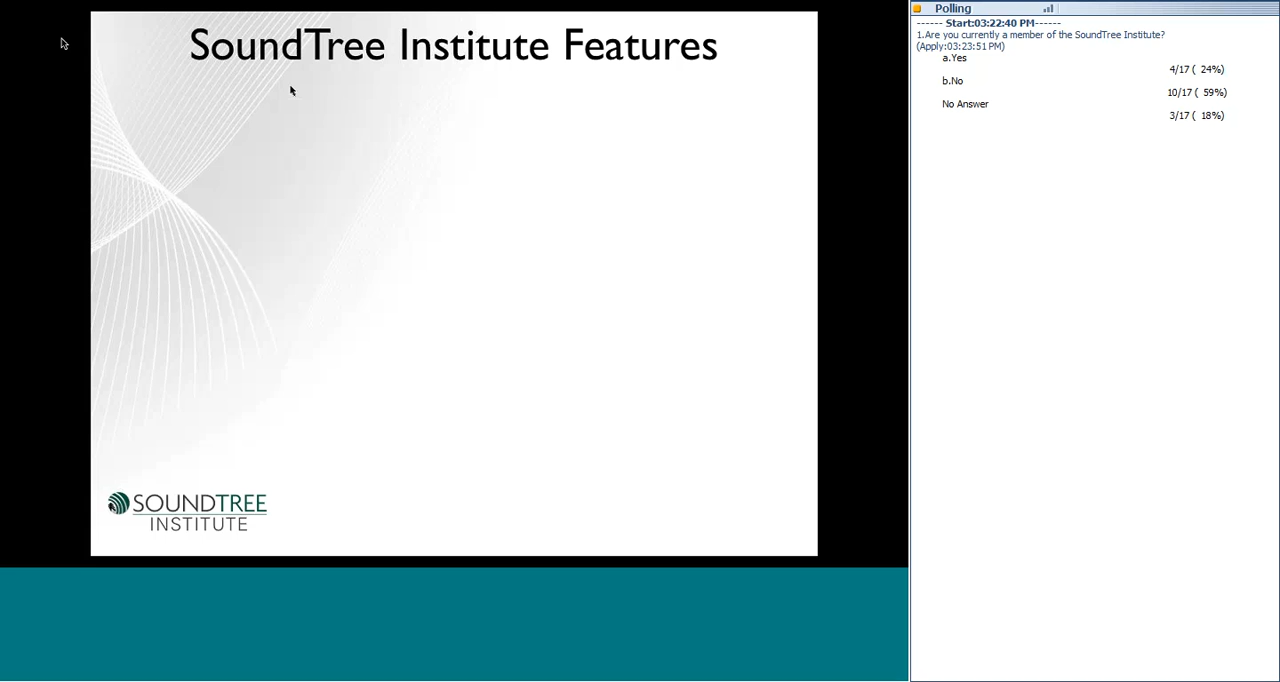 SoundTree Institute Features
SOUNDTREE
INSTITUTE
Polling
------ Start:03:22:40 PM------
1.Are you currently a member of the SoundTree Institute?
(Apply:03:23:51 PM)
a.Yes
4/17 ( 24%)
b.No
10/17 ( 59%)
No Answer
3/17 ( 18%)